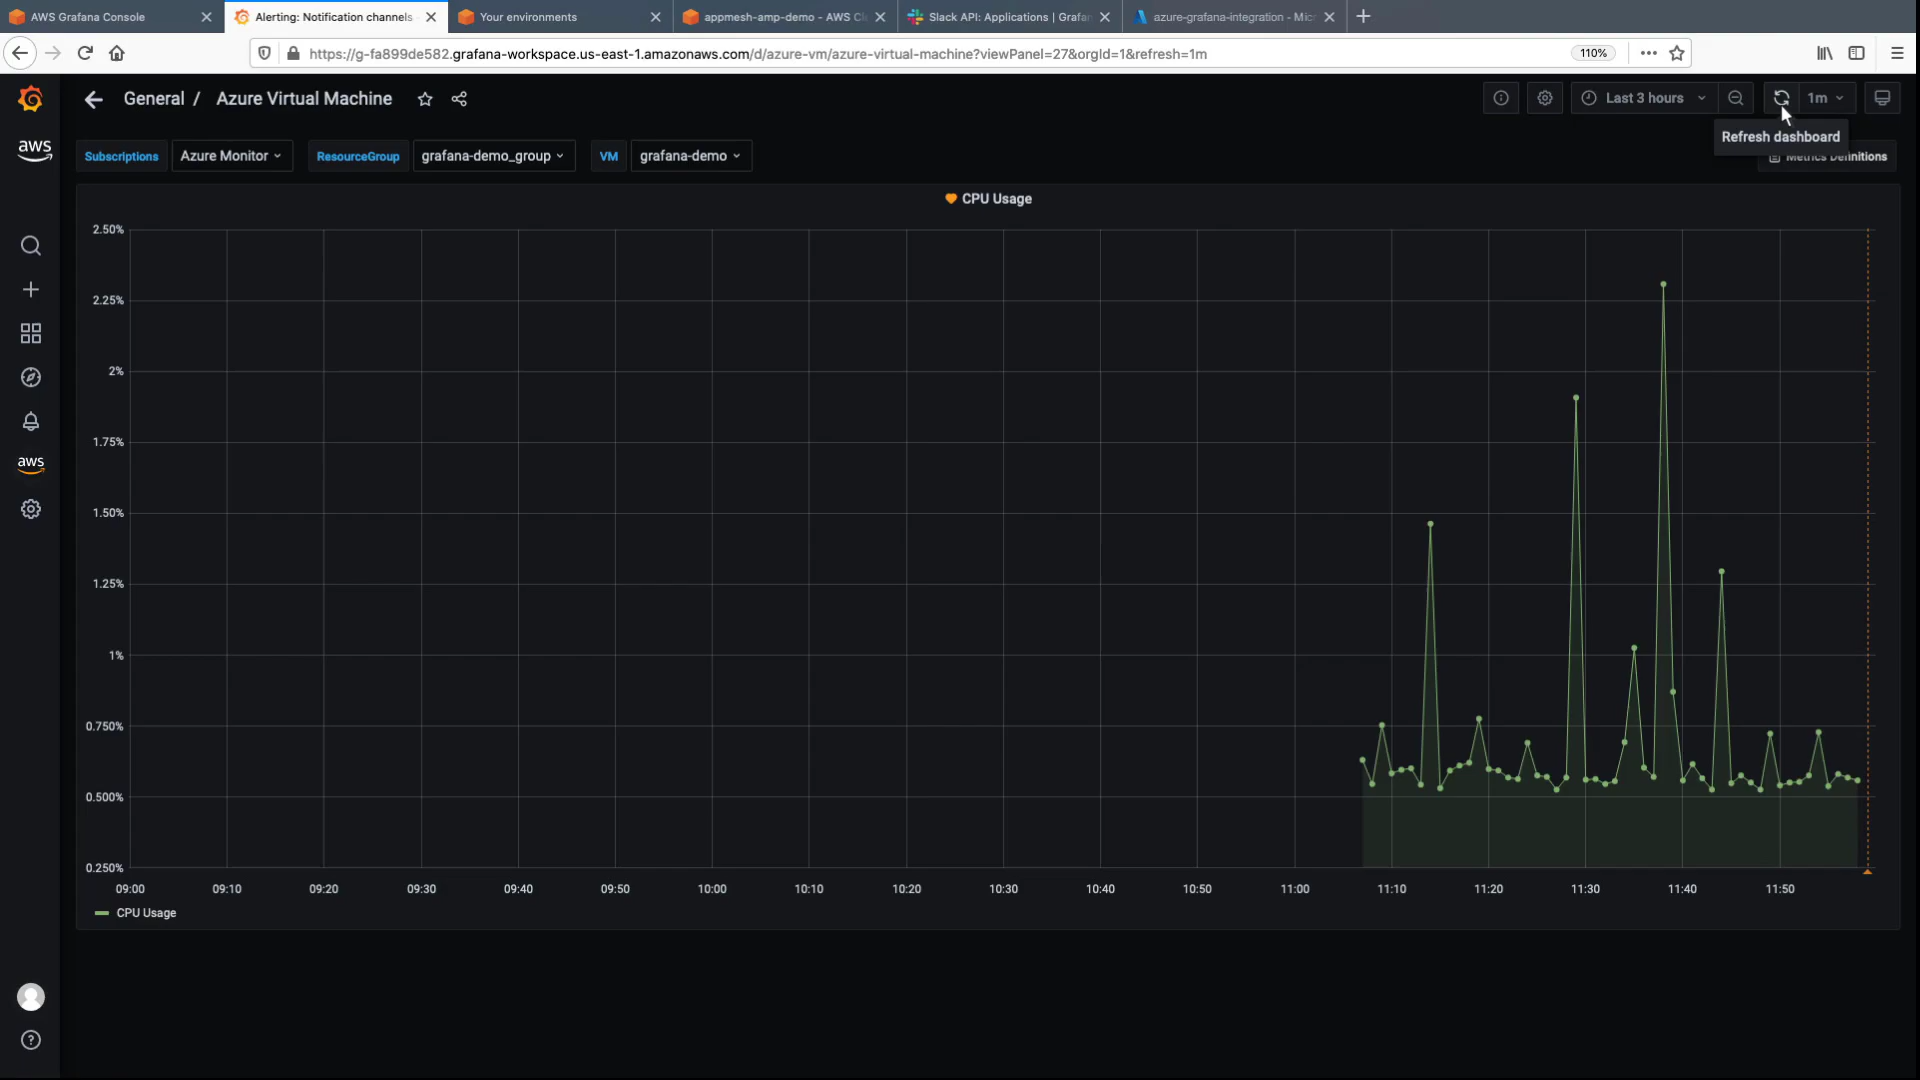 AWS Grafana Console
Alerting: Notification channels
Your environments
appmesh-amp-demo - AWS Cl
Slack API: Applications | Grafan
azure-grafana-integration - Micr
https://g-fa899de582.grafana-workspace.us-east-1.amazonaws.com/d/azure-vm/azure-virtual-machine?viewPanel=27&orgId=1&refresh=1m
110%
General / Azure Virtual Machine
Last 3 hours
1m
Refresh dashboard
aws
Subscriptions
Azure Monitor
ResourceGroup
grafana-demo_group
VM
grafana-demo
Metrics Definitions
CPU Usage
2.50%
2.25%
2%
1.75%
1.50%
1.25%
1%
0.750%
0.500%
0.250%
09:00
09:10
09:20
09:30
09:40
09:50
10:00
10:10
10:20
10:30
10:40
10:50
11:00
11:10
11:20
11:30
11:40
11:50
CPU Usage
aws